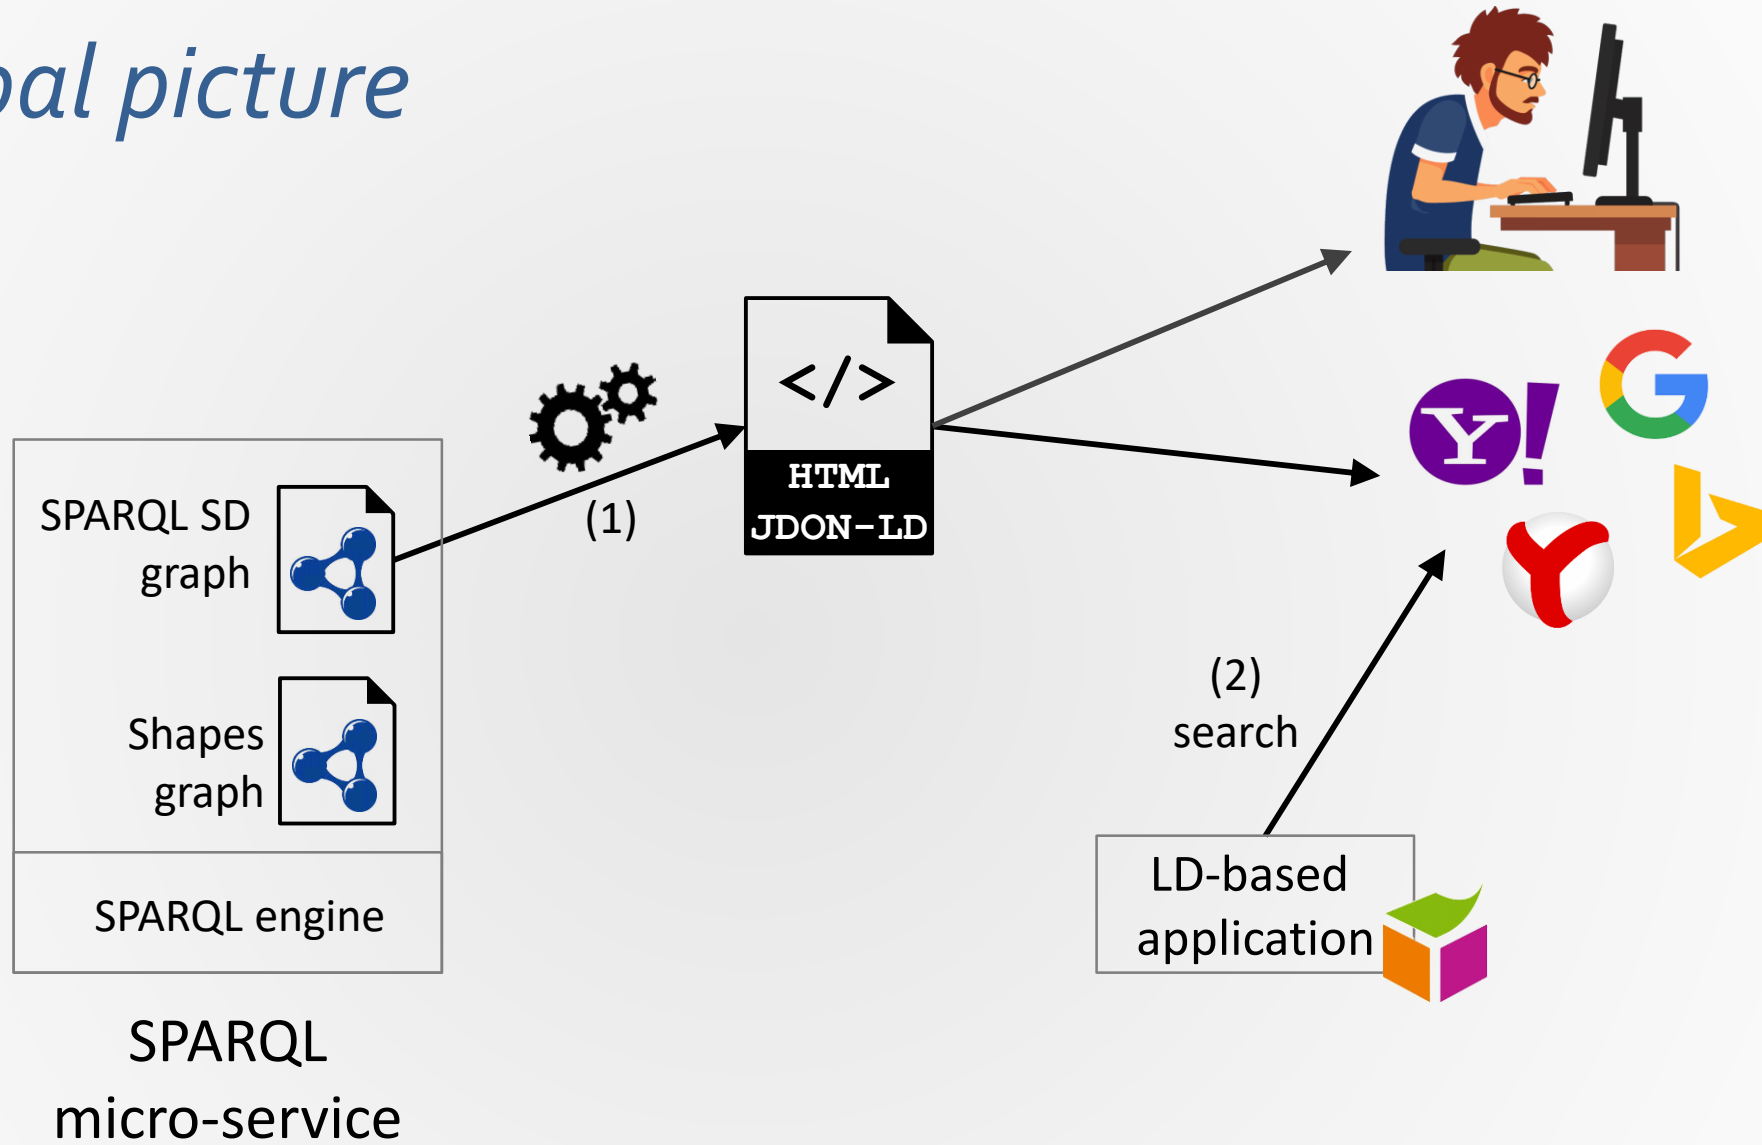 bal picture
</>
HTML
JDON-LD
(1)
SPARQL SD
graph
Shapes
graph
SPARQL engine
SPARQL
micro-service
Y!
(2)
search
LD-based
application